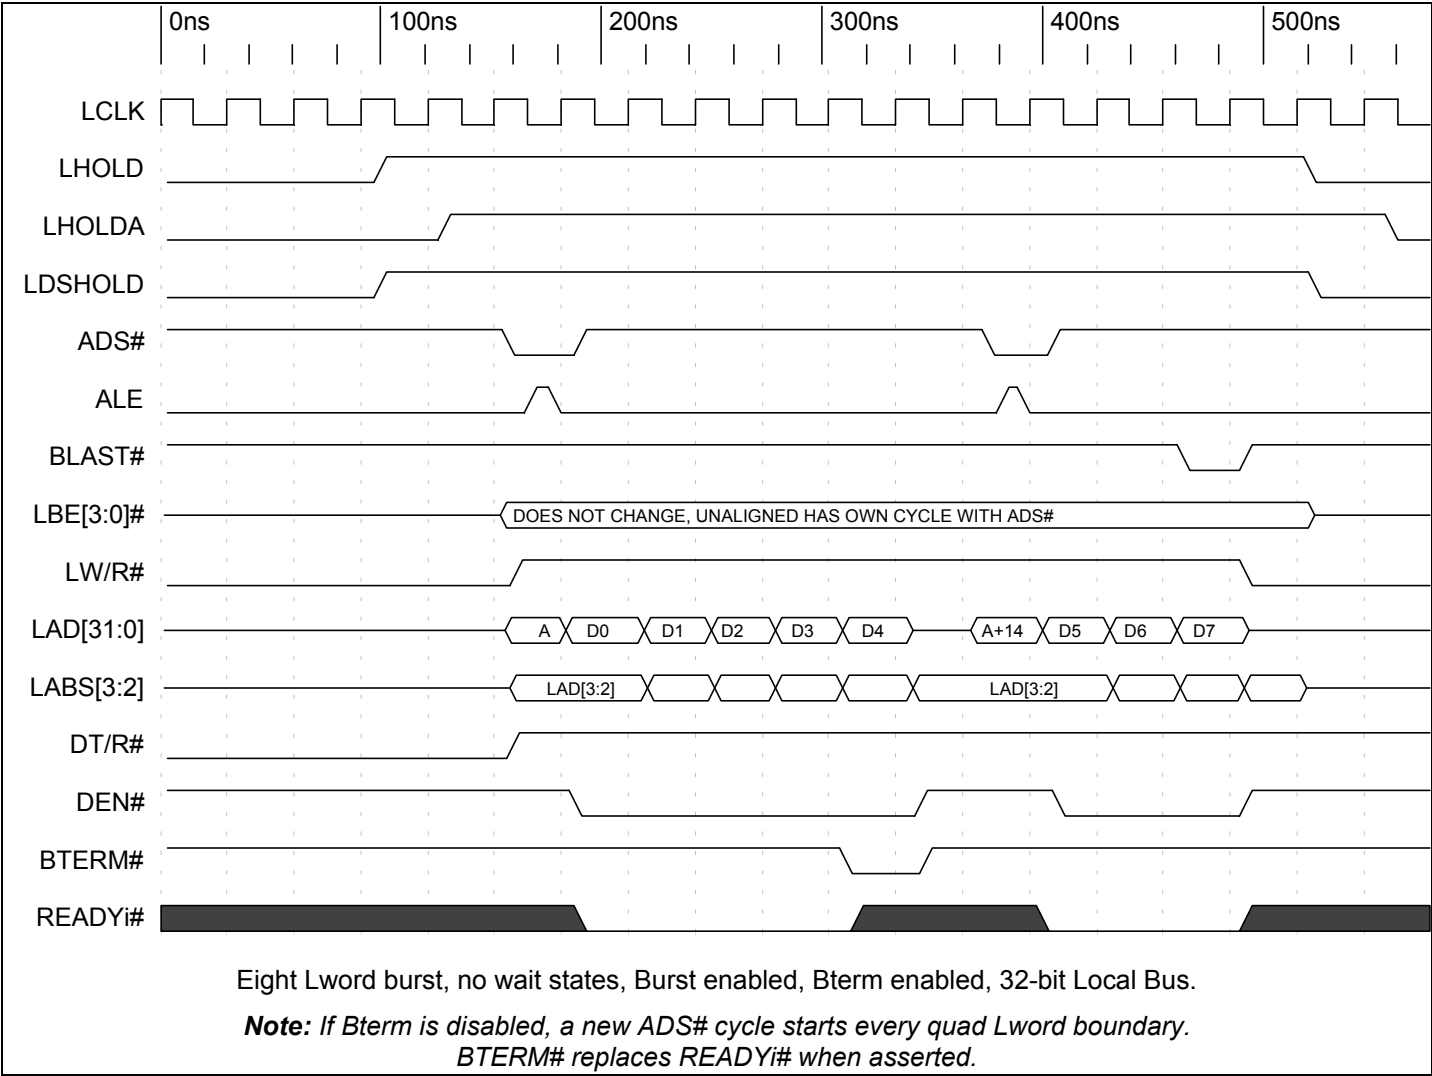 0ns 100ns 200ns 300ns 400ns 500ns
LCLK
LHOLD
LHOLDA
LDSHOLD
ADS#
ALE
BLAST#
LBE[3:0]# DOES NOT CHANGE, UNALIGNED HAS OWN CYCLE WITH ADS#
LW/R#
LAD[31:0] A D0 D1 D2 D3 D4 A+14 D5 D6 D7
LABS[3:2] LAD[3:2] LAD[3:2]
DT/R#
DEN#
BTERM#
READYi#
Eight Lword burst, no wait states, Burst enabled, Bterm enabled, 32-bit Local Bus.
Note: If Bterm is disabled, a new ADS# cycle starts every quad Lword boundary.
BTERM# replaces READYi# when asserted.